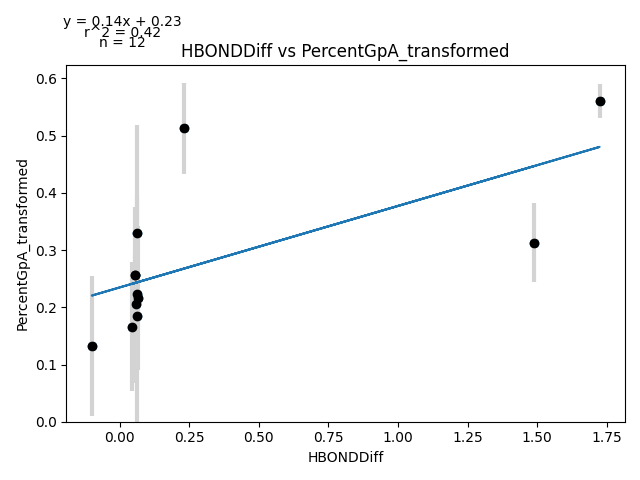 y = 0.14x + 0.23
r^2 = 0.42
n = 12
HBONDDiff vs PercentGpA_transformed
0.6
0.5
0.4
0.3
0.2
0.1
0.0
PercentGpA_transformed
0.00 0.25 0.50 0.75 1.00 1.25 1.50 1.75
HBONDDiff